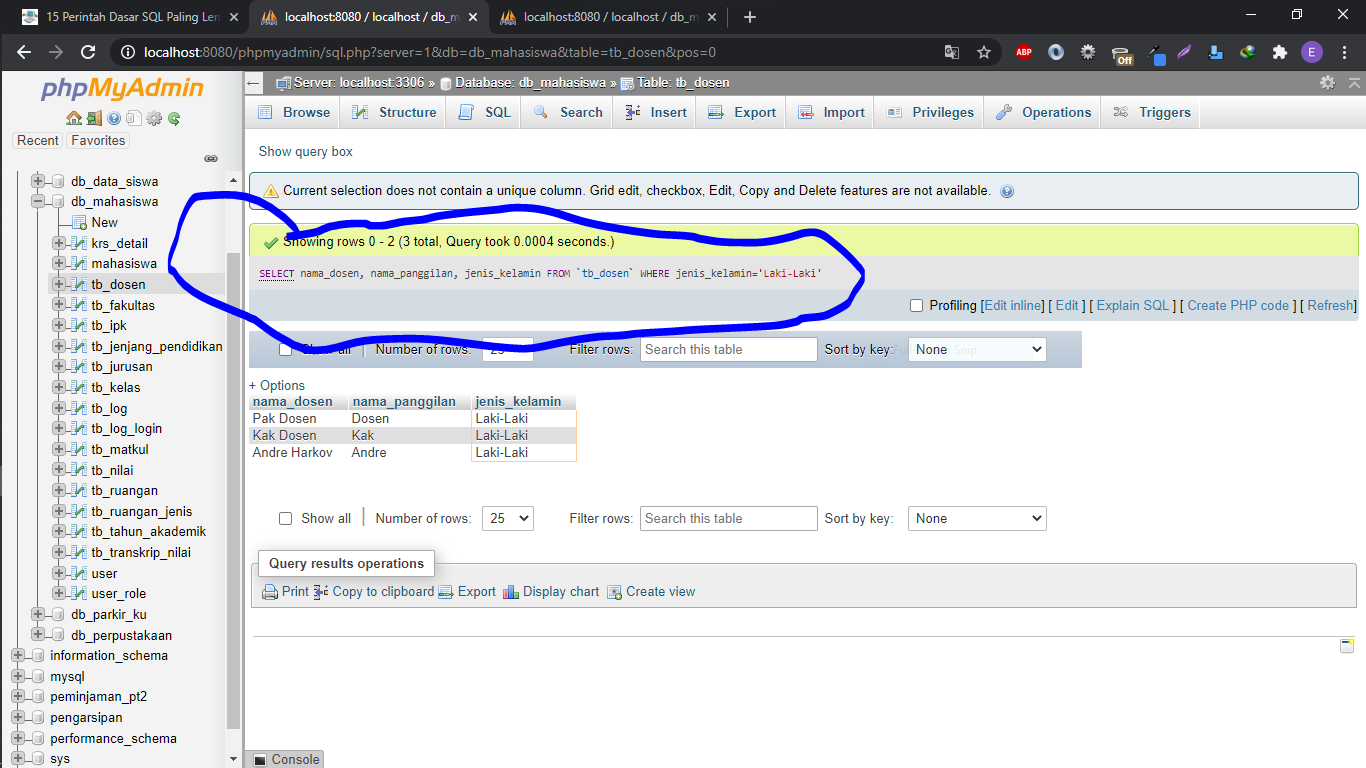 15 Perintah Dasar SQL Paling Len
localhost:8080 / localhost / db_m
localhost:8080 / localhost / db_m
localhost:8080/phpmyadmin/sql.php?server=1&db=db_mahasiswa&table=tb_dosen&pos=0
ABP
Off
E
phpMyAdmin
Recent Favorites
db_data_siswa
db_mahasiswa
New
krs_detail
mahasiswa
tb_dosen
tb_fakultas
tb_ipk
tb_jenjang_pendidikan
tb_jurusan
tb_kelas
tb_log
tb_log_login
tb_matkul
tb_nilai
tb_ruangan
tb_ruangan_jenis
tb_tahun_akademik
tb_transkrip_nilai
user
user_role
db_parkir_ku
db_perpustakaan
information_schema
mysql
peminjaman_pt2
pengarsipan
performance_schema
sys
Server: localhost:3306 » Database: db_mahasiswa » Table: tb_dosen
Browse Structure SQL Search Insert Export Import Privileges Operations Triggers
Show query box
Current selection does not contain a unique column. Grid edit, checkbox, Edit, Copy and Delete features are not available.
Showing rows 0 - 2 (3 total, Query took 0.0004 seconds.)
SELECT nama_dosen, nama_panggilan, jenis_kelamin FROM `tb_dosen` WHERE jenis_kelamin='Laki-Laki'
Profiling [Edit inline] [ Edit ] [ Explain SQL ] [ Create PHP code ] [ Refresh]
Show all Number of rows: 25 Filter rows: Search this table Sort by key: None
+ Options
nama_dosen nama_panggilan jenis_kelamin
Pak Dosen Dosen Laki-Laki
Kak Dosen Kak Laki-Laki
Andre Harkov Andre Laki-Laki
Show all Number of rows: 25 Filter rows: Search this table Sort by key: None
Query results operations
Print Copy to clipboard Export Display chart Create view
Console